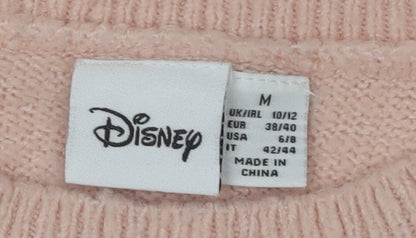 Disney
M
UK/IRL 10/12
EUR 38/40
USA 6/8
IT 42/44
MADE IN
CHINA